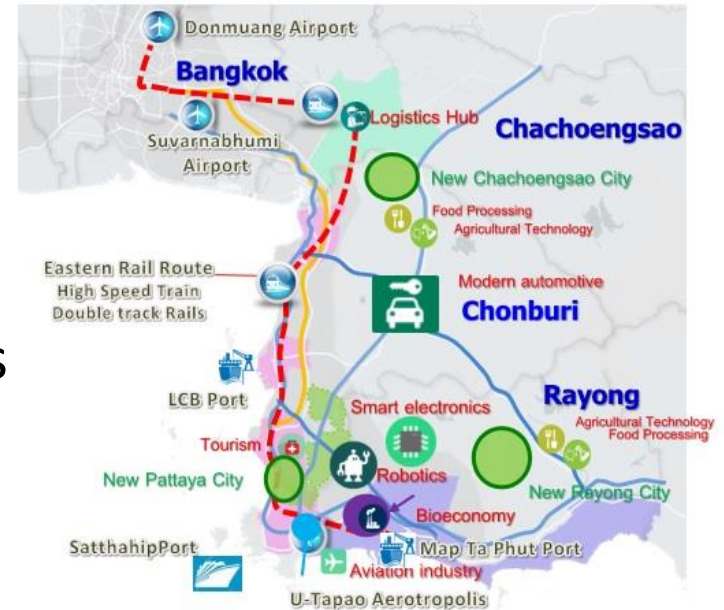 Donmuang Airport
Bangkok
Suvarnabhumi
Airport
Logistics Hub
Chachoengsao
New Chachoengsao City
Food Processing
Agricultural Technology
Eastern Rail Route
High Speed Train
Double track Rails
Modern automotive
Chonburi
S
LCB Port
Rayong
Agricultural Technology
Food Processing
Smart electronics
Tourism
New Pattaya City
Robotics
New Rayong City
Bioeconomy
SatthahipPort
Map Ta Phut Port
Aviation industry
U-Tapao Aerotropolis